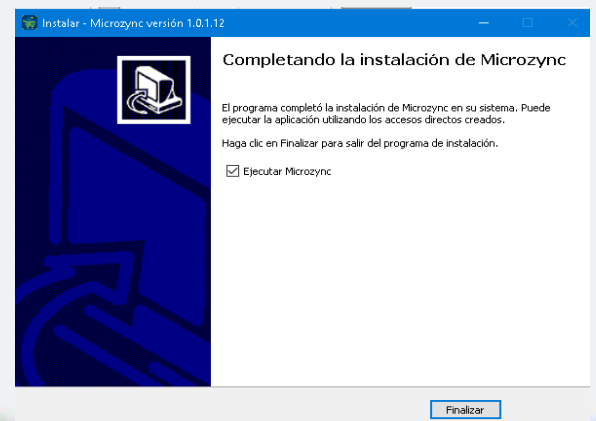 Instalar - Microzync versión 1.0.1.12
Completando la instalación de Microzync
El programa completó la instalación de Microzync en su sistema. Puede
ejecutar la aplicación utilizando los accesos directos creados.
Haga clic en Finalizar para salir del programa de instalación.
Ejecutar Microzync
Finalizar